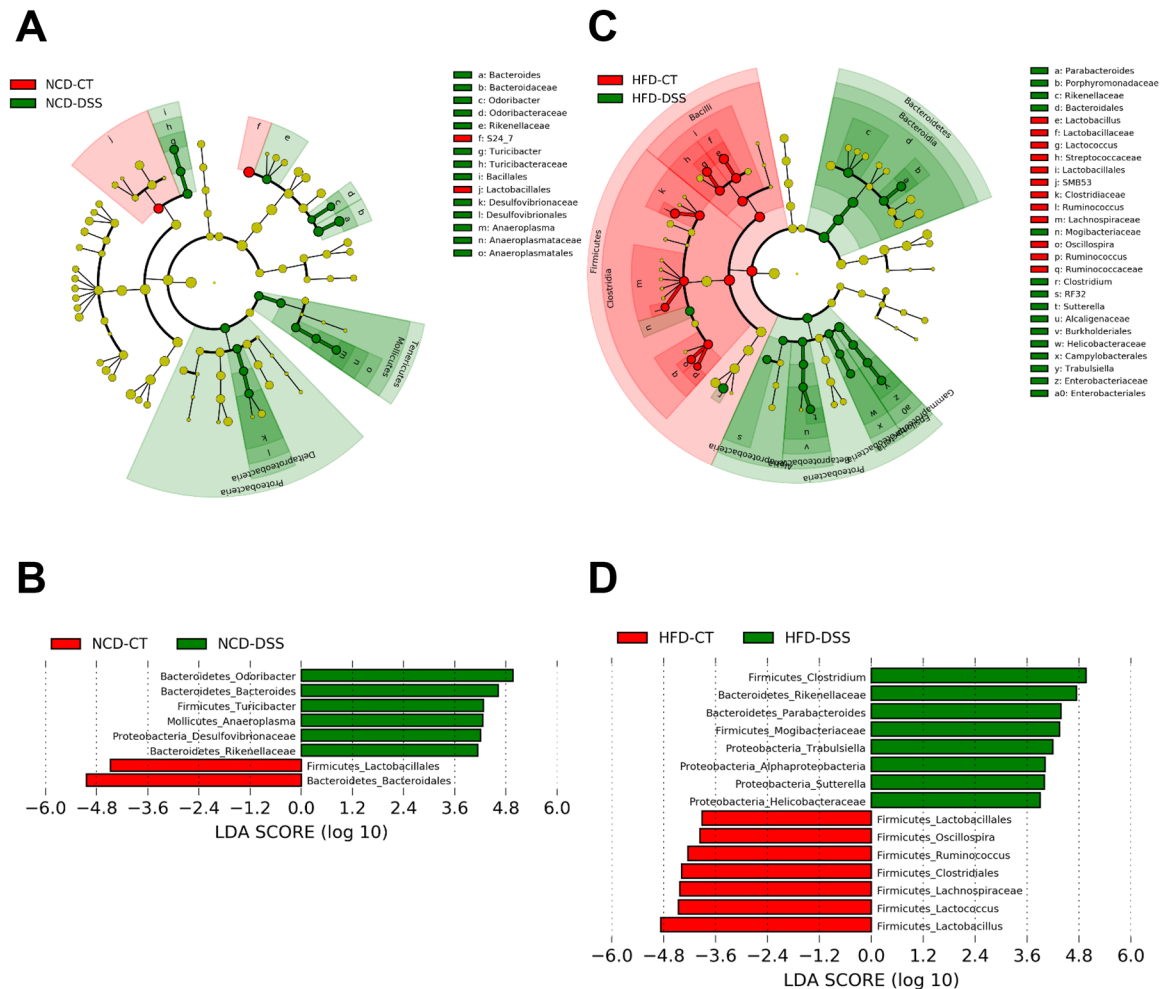 A
NCD-CT
NCD-DSS
a: Bacteroides
b: Bacteroidaceae
c: Odoribacter
d: Odoribacteraceae
e: Rikenellaceae
f: S24_7
g: Turicibacter
h: Turicibacteraceae
i: Bacillales
j: Lactobacillales
k: Desulfovibrionaceae
l: Desulfovibrionales
m: Anaeroplasma
n: Anaeroplasmataceae
o: Anaeroplasmatales
j
i
h
g
f
e
d
c
b
a
m
n
o
Mollicutes
Tenericutes
k
l
Deltaproteobacteria
Proteobacteria
C
HFD-CT
HFD-DSS
a: Parabacteroides
b: Porphyromonadaceae
c: Rikenellaceae
d: Bacteroidales
e: Lactobacillus
f: Lactobacillaceae
g: Lactococcus
h: Streptococcaceae
i: Lactobacillales
j: SMB53
k: Clostridiaceae
l: Ruminococcus
m: Lachnospiraceae
n: Mogibacteriaceae
o: Oscillospira
p: Ruminococcus
q: Ruminococcaceae
r: Clostridium
s: RF32
t: Sutterella
u: Alcaligenaceae
v: Burkholderiales
w: Helicobacteraceae
x: Campylobacterales
y: Trabulsiella
z: Enterobacteriaceae
a0: Enterobacteriales
Bacilli
i
f
e
h
g
k
j
m
l
n
q
o
p
r
Firmicutes
Clostridia
Bacteroidetes
Bacteroidia
c
d
b
a
s
t
u
v
w
x
y
z
a0
Alphaproteobacteria
Betaproteobacteria
Proteobacteria
B
NCD-CT
NCD-DSS
Bacteroidetes_Odoribacter
Bacteroidetes_Bacteroides
Firmicutes_Turicibacter
Mollicutes_Anaeroplasma
Proteobacteria_Desulfovibrionaceae
Bacteroidetes_Rikenellaceae
Firmicutes_Lactobacillales
Bacteroidetes_Bacteroidales
−6.0 −4.8 −3.6 −2.4 −1.2 0.0 1.2 2.4 3.6 4.8 6.0
LDA SCORE (log 10)
D
HFD-CT
HFD-DSS
Firmicutes_Clostridium
Bacteroidetes_Rikenellaceae
Bacteroidetes_Parabacteroides
Firmicutes_Mogibacteriaceae
Proteobacteria_Trabulsiella
Proteobacteria_Alphaproteobacteria
Proteobacteria_Sutterella
Proteobacteria_Helicobacteraceae
Firmicutes_Lactobacillales
Firmicutes_Oscillospira
Firmicutes_Ruminococcus
Firmicutes_Clostridiales
Firmicutes_Lachnospiraceae
Firmicutes_Lactococcus
Firmicutes_Lactobacillus
−6.0 −4.8 −3.6 −2.4 −1.2 0.0 1.2 2.4 3.6 4.8 6.0
LDA SCORE (log 10)